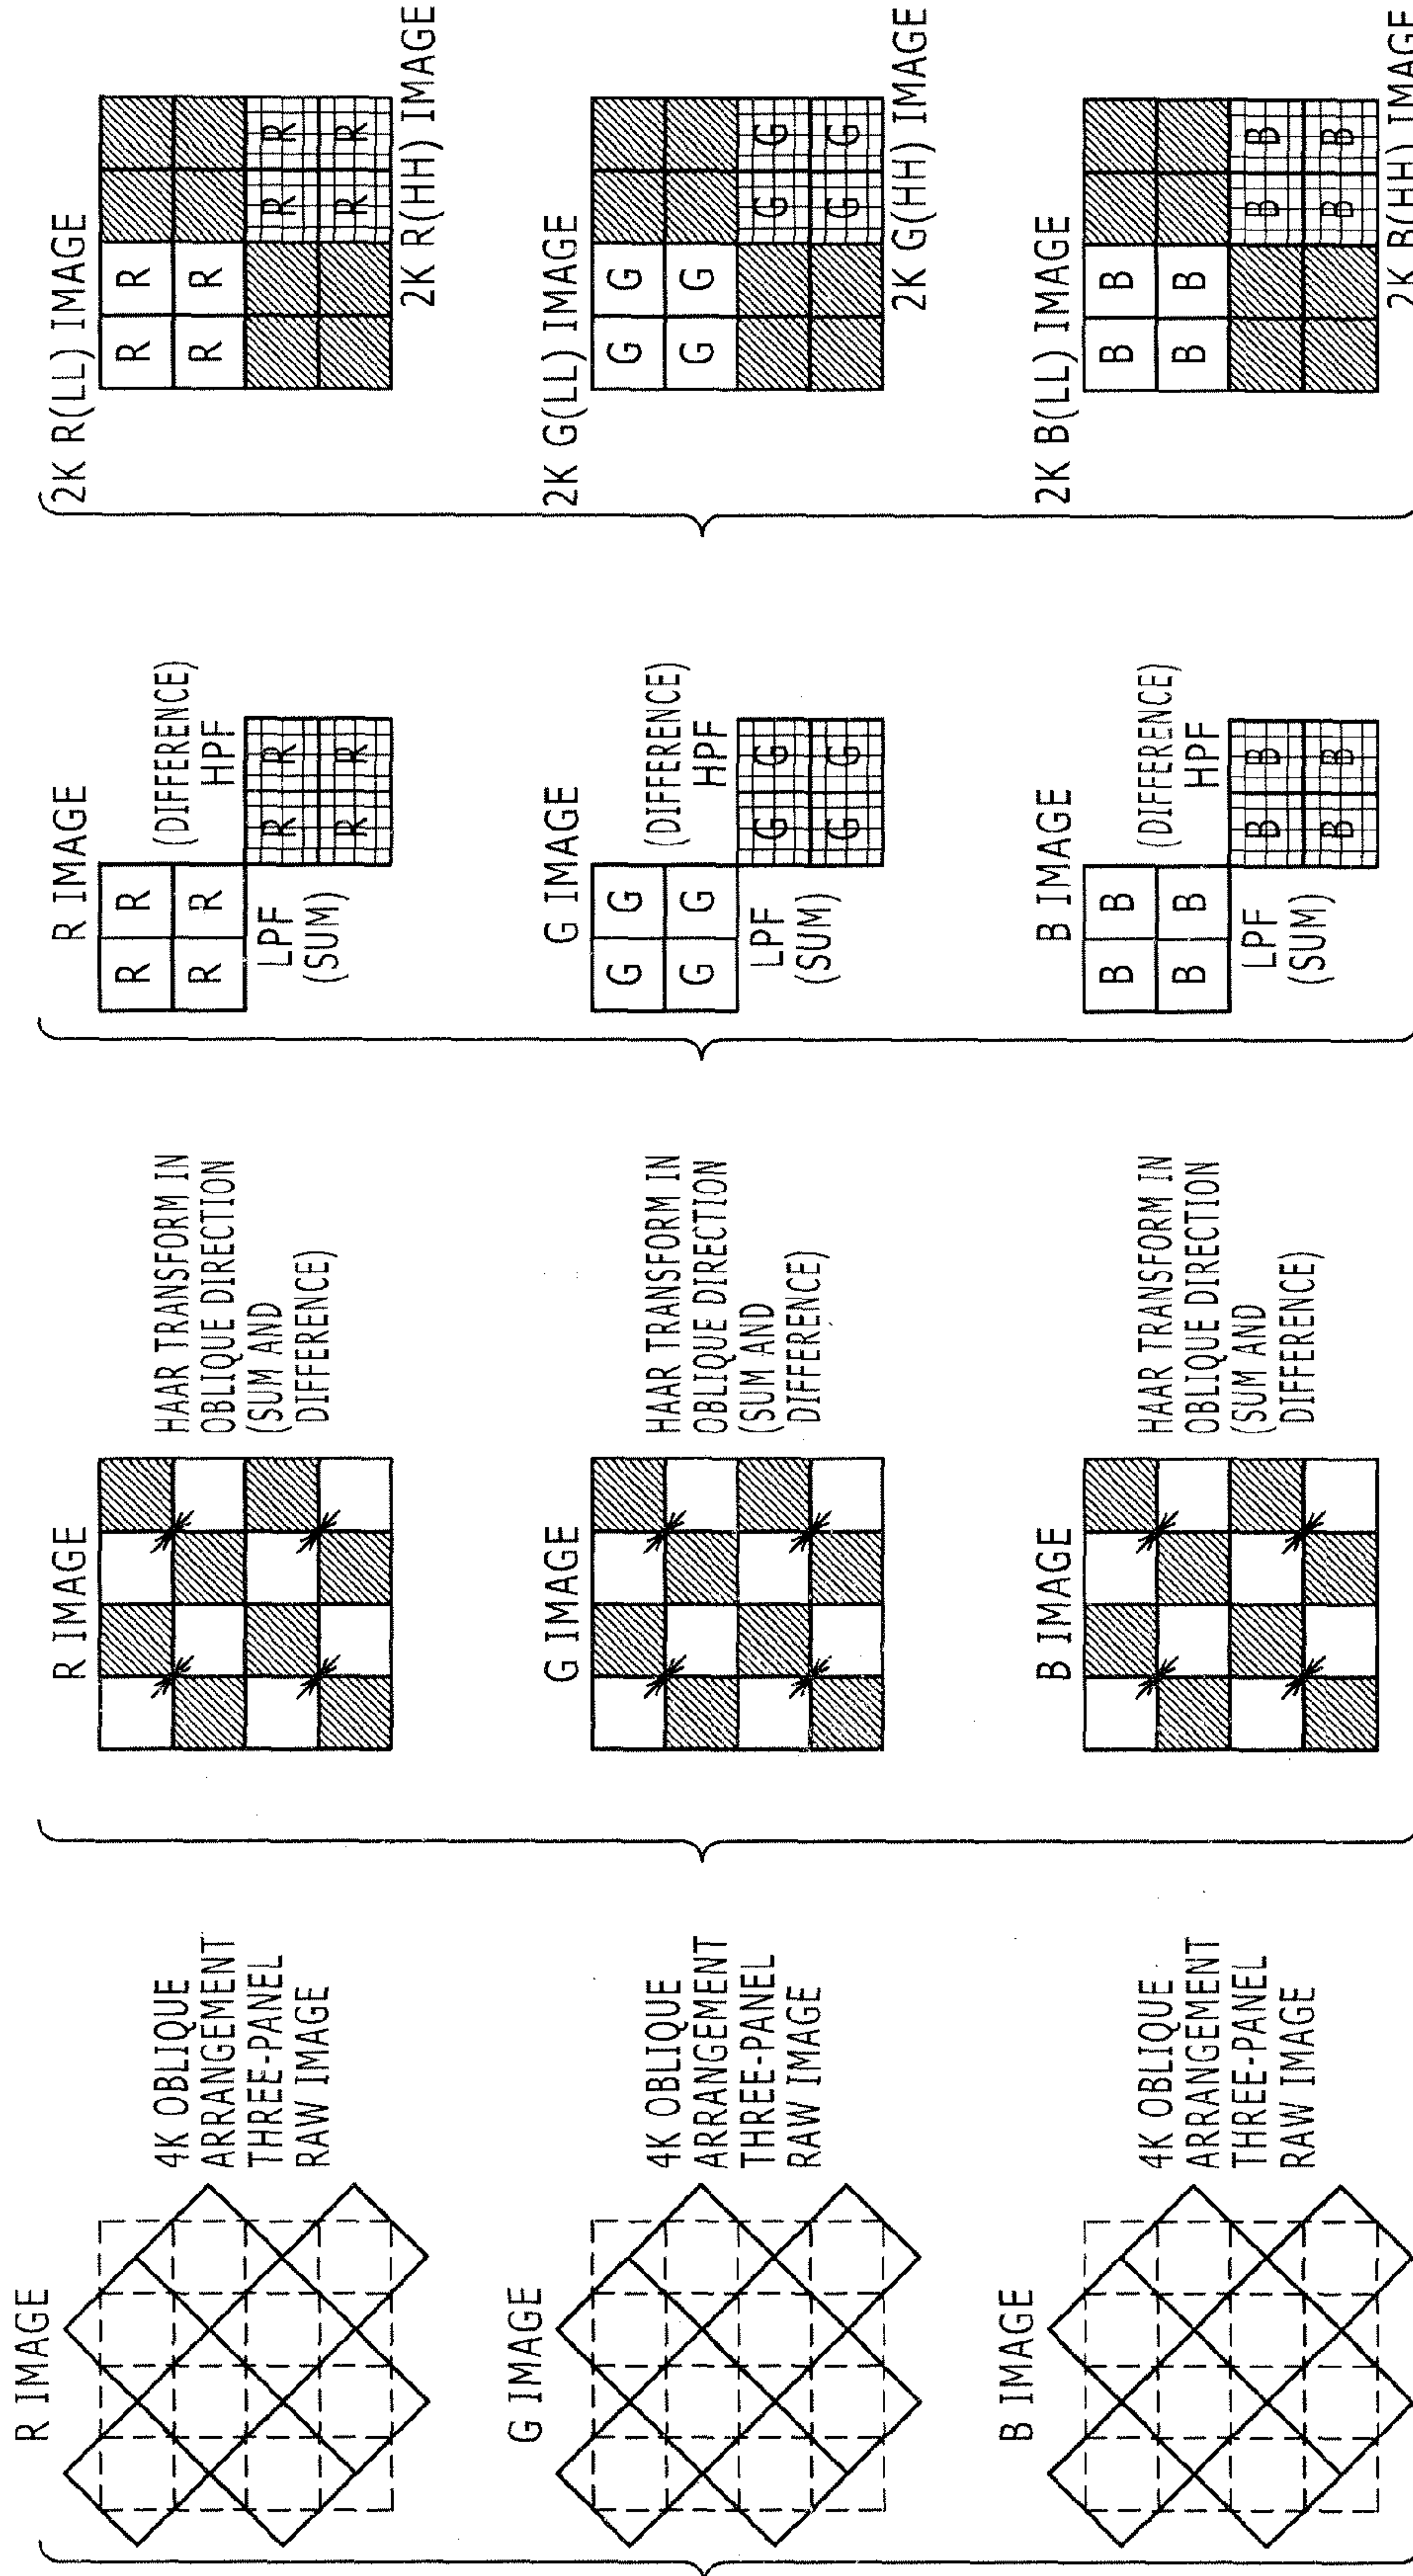 R IMAGE
4K OBLIQUE
ARRANGEMENT
THREE-PANEL
RAW IMAGE
G IMAGE
4K OBLIQUE
ARRANGEMENT
THREE-PANEL
RAW IMAGE
B IMAGE
4K OBLIQUE
ARRANGEMENT
THREE-PANEL
RAW IMAGE
R IMAGE
HAAR TRANSFORM IN
OBLIQUE DIRECTION
(SUM AND
DIFFERENCE)
G IMAGE
HAAR TRANSFORM IN
OBLIQUE DIRECTION
(SUM AND
DIFFERENCE)
B IMAGE
HAAR TRANSFORM IN
OBLIQUE DIRECTION
(SUM AND
DIFFERENCE)
R IMAGE
R R
R R
(DIFFERENCE)
HPF
LPF
(SUM)
R R
R R
G IMAGE
G G
G G
(DIFFERENCE)
HPF
LPF
(SUM)
G G
G G
B IMAGE
B B
B B
(DIFFERENCE)
HPF
LPF
(SUM)
B B
B B
2K R(LL) IMAGE
R R
R R
R R
R R
2K R(HH) IMAGE
2K G(LL) IMAGE
G G
G G
G G
G G
2K G(HH) IMAGE
2K B(LL) IMAGE
B B
B B
B B
B B
2K B(HH) IMAGE